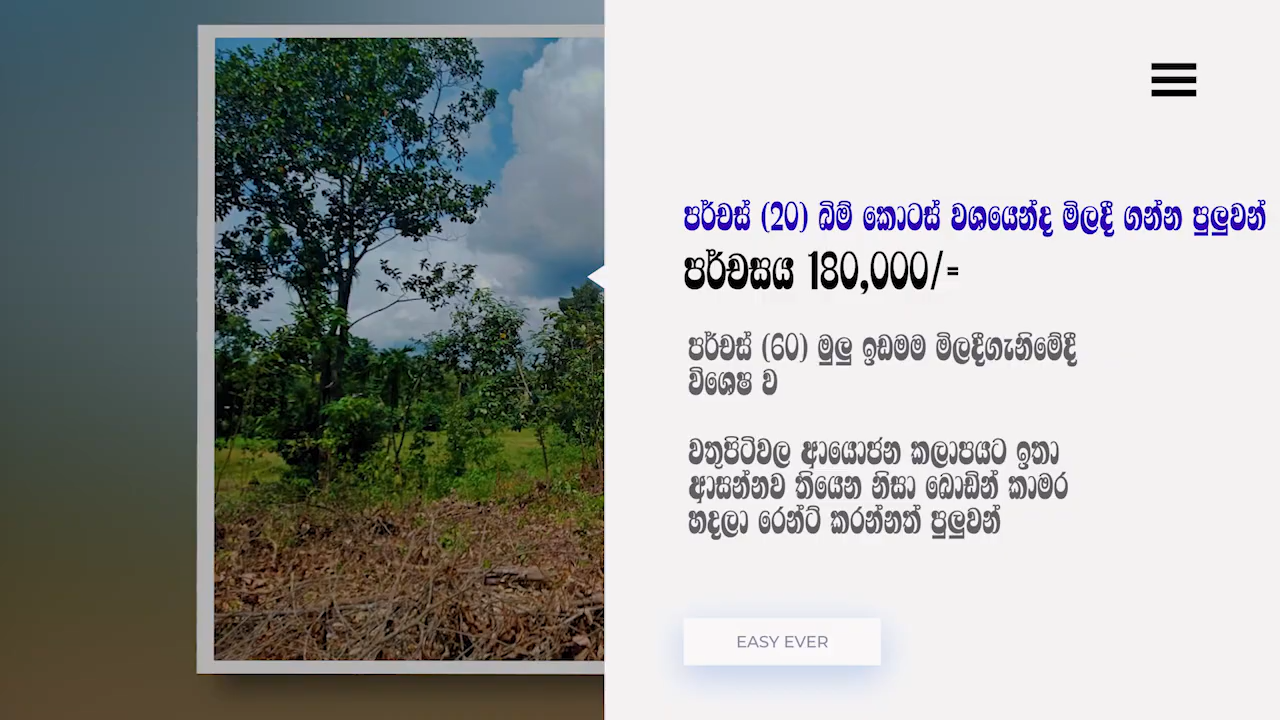 පර්චස් (20) බිම් කොටස් වශයෙන්ද මිලදී ගන්න පුලුවන්
පර්චසය 180,000/=
පර්චස් (60) මුලු ඉඩමම මිලදීගැනිමේදී
විශෙෂ ව
වතුපිටිවල ආයොජන කලාපයට ඉතා
ආසන්නව තියෙන නිසා බොඩින් කාමර
හදලා රෙන්ට් කරන්නත් පුලුවන්
EASY EVER